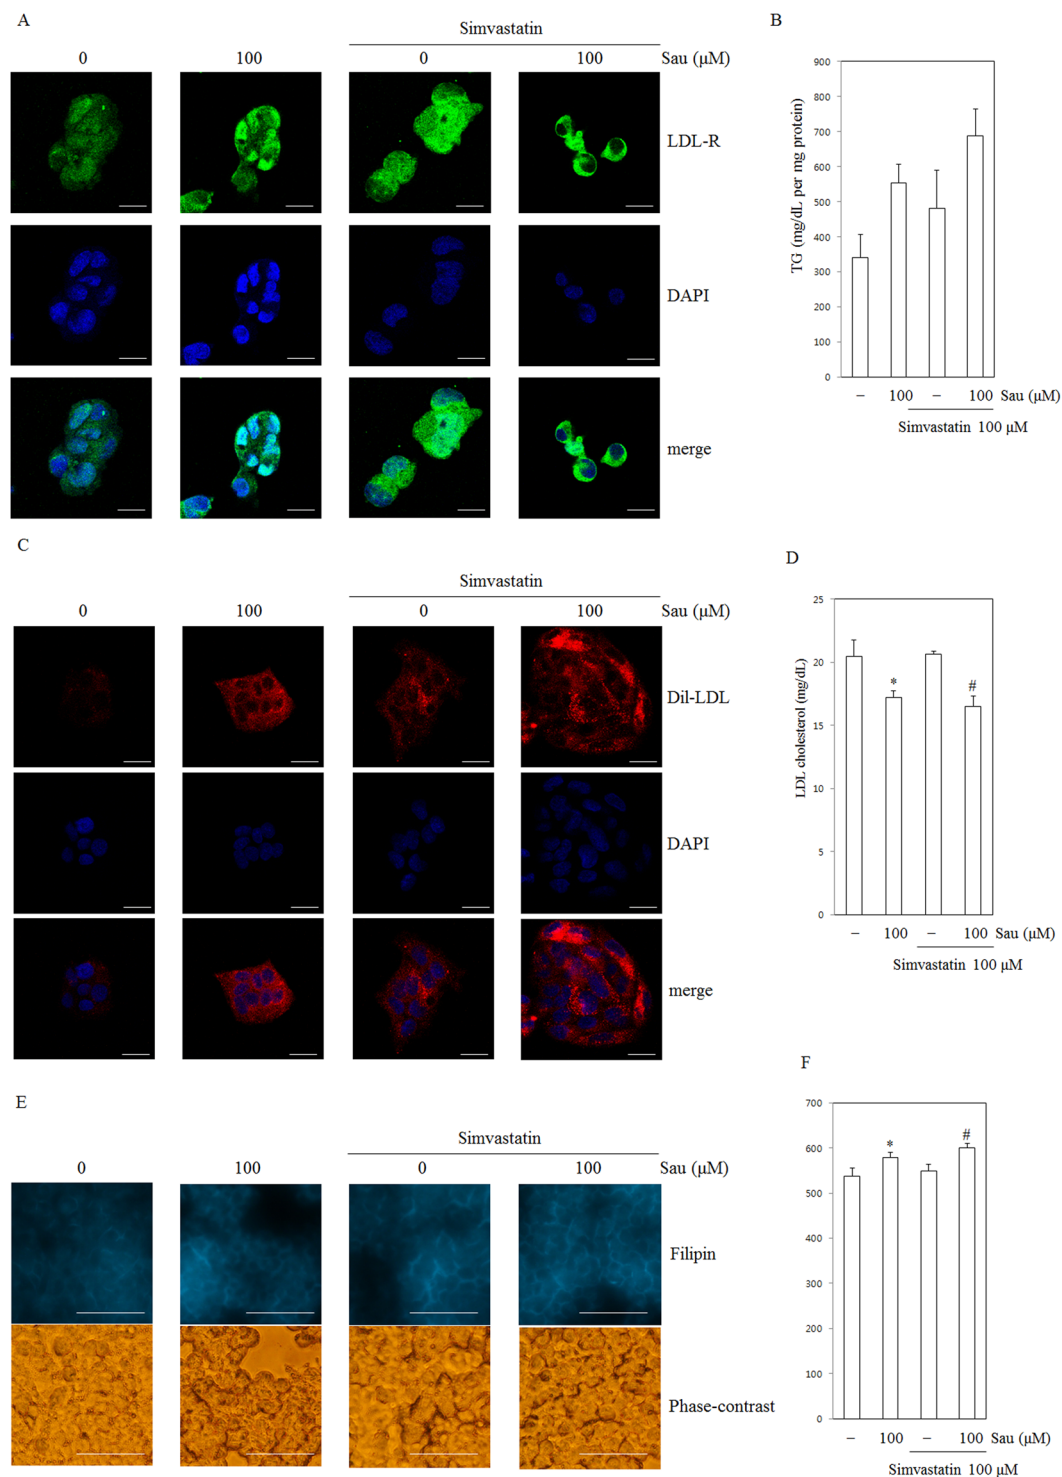 A
Simvastatin
0 100 0 100 Sau (μM)
LDL-R
DAPI
merge
B
900
800
700
600
500
400
300
200
100
0
TG (mg/dL per mg protein)
– 100 – 100 Sau (μM)
Simvastatin 100 μM
C
Simvastatin
0 100 0 100 Sau (μM)
Dil-LDL
DAPI
merge
D
25
20
15
10
5
0
LDL cholesterol (mg/dL)
* #
– 100 – 100 Sau (μM)
Simvastatin 100 μM
E
Simvastatin
0 100 0 100 Sau (μM)
Filipin
Phase-contrast
F
700
600
500
400
300
200
100
0
* #
– 100 – 100 Sau (μM)
Simvastatin 100 μM